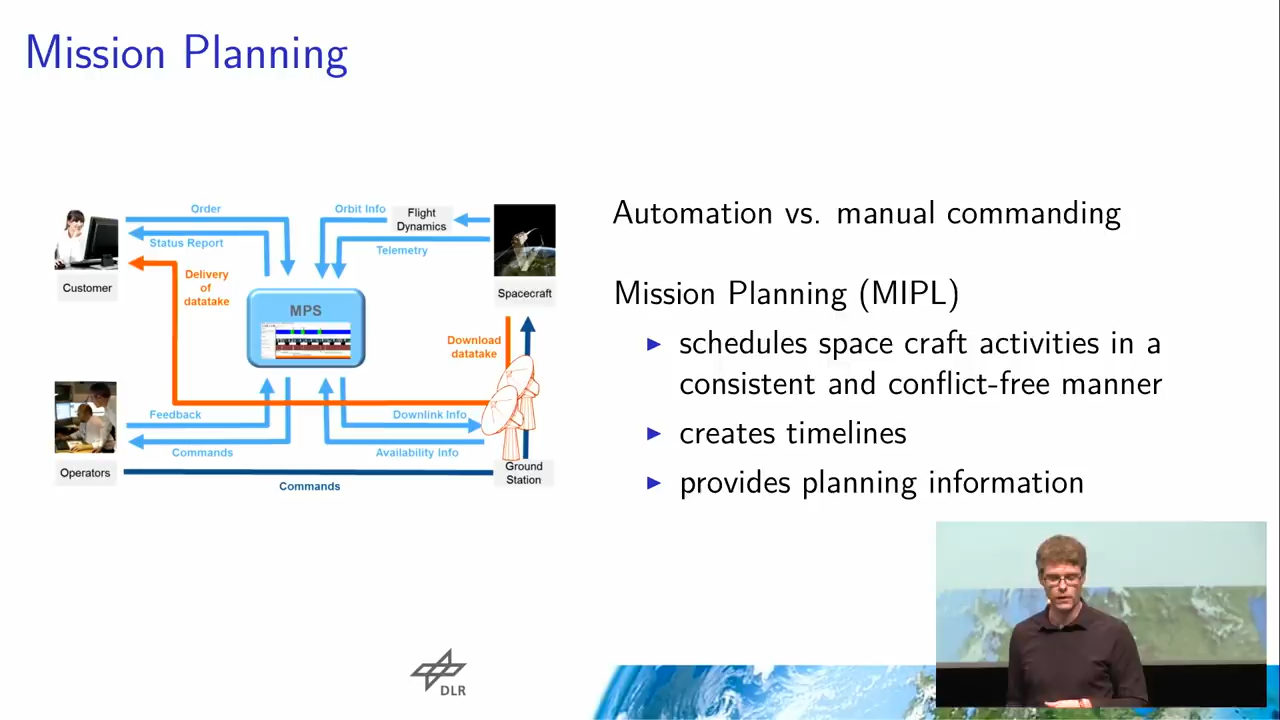 Mission Planning
Order
Status Report
Delivery
of
datatake
Customer
Orbit Info
Flight
Dynamics
Telemetry
Spacecraft
MPS
Download
datatake
Feedback
Commands
Operators
Downlink Info
Availability Info
Ground
Station
Commands
Automation vs. manual commanding
Mission Planning (MIPL)
schedules space craft activities in a
consistent and conflict-free manner
creates timelines
provides planning information
DLR